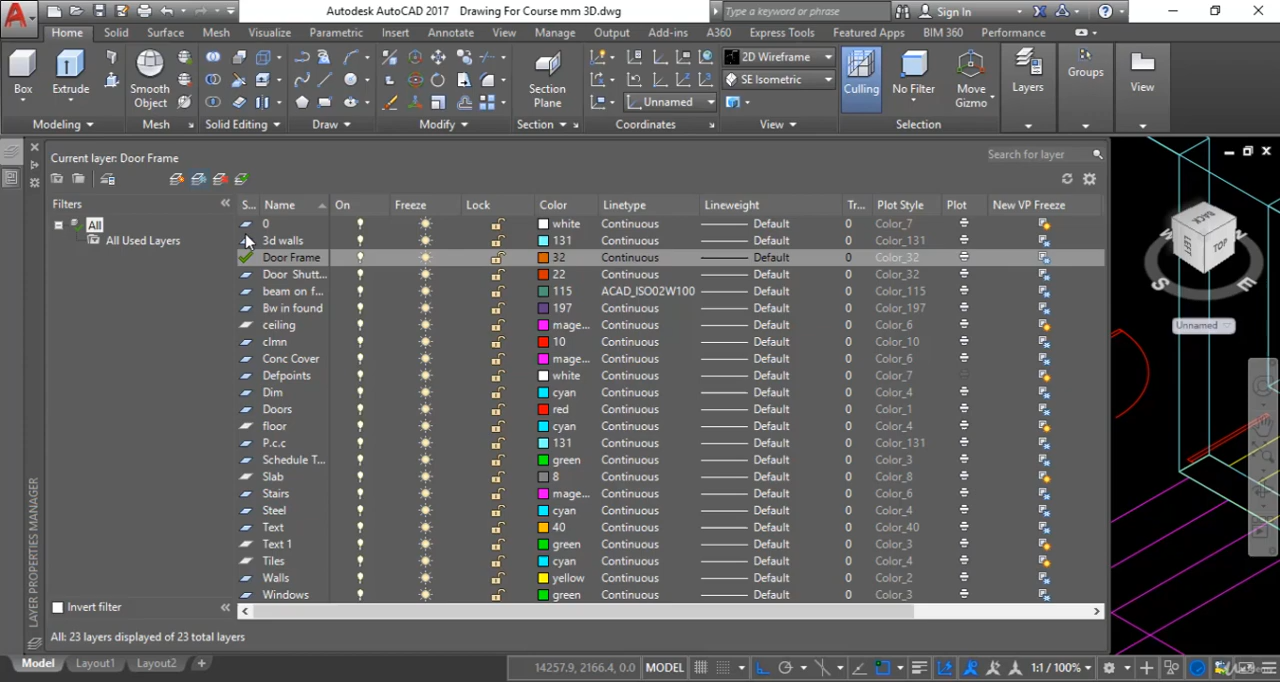 Autodesk AutoCAD 2017 Drawing For Course mm 3D.dwg Type a keyword or phrase Sign In
Home Solid Surface Mesh Visualize Parametric Insert Annotate View Manage Output Add-ins A360 Express Tools Featured Apps BIM 360 Performance
Box Extrude Smooth Object Section Plane 2D Wireframe SE Isometric Unnamed Culling No Filter Move Gizmo Layers Groups View
Modeling Mesh Solid Editing Draw Modify Section Coordinates View Selection
Current layer: Door Frame Search for layer
Filters S... Name On Freeze Lock Color Linetype Lineweight Tr... Plot Style Plot New VP Freeze
All 0 white Continuous Default 0 Color_7
All Used Layers 3d walls 131 Continuous Default 0 Color_131
Door Frame 32 Continuous Default 0 Color_32
Door Shutt... 22 Continuous Default 0 Color_32
beam on f... 115 ACAD_ISO02W100 Default 0 Color_115
Bw in found 197 Continuous Default 0 Color_197
ceiling mage... Continuous Default 0 Color_6
clmn 10 Continuous Default 0 Color_10
Conc Cover mage... Continuous Default 0 Color_6
Defpoints white Continuous Default 0 Color_7
Dim cyan Continuous Default 0 Color_4
Doors red Continuous Default 0 Color_1
floor cyan Continuous Default 0 Color_4
P.c.c 131 Continuous Default 0 Color_131
Schedule T... green Continuous Default 0 Color_3
Slab 8 Continuous Default 0 Color_8
Stairs mage... Continuous Default 0 Color_6
Steel cyan Continuous Default 0 Color_4
Text 40 Continuous Default 0 Color_40
Text 1 green Continuous Default 0 Color_3
Tiles cyan Continuous Default 0 Color_4
Walls yellow Continuous Default 0 Color_2
Windows green Continuous Default 0 Color_3
Invert filter
All: 23 layers displayed of 23 total layers
LAYER PROPERTIES MANAGER
BACK
TOP
W
S
E
Unnamed
Model Layout1 Layout2 + 14257.9, 2166.4, 0.0 MODEL 1:1 / 100%